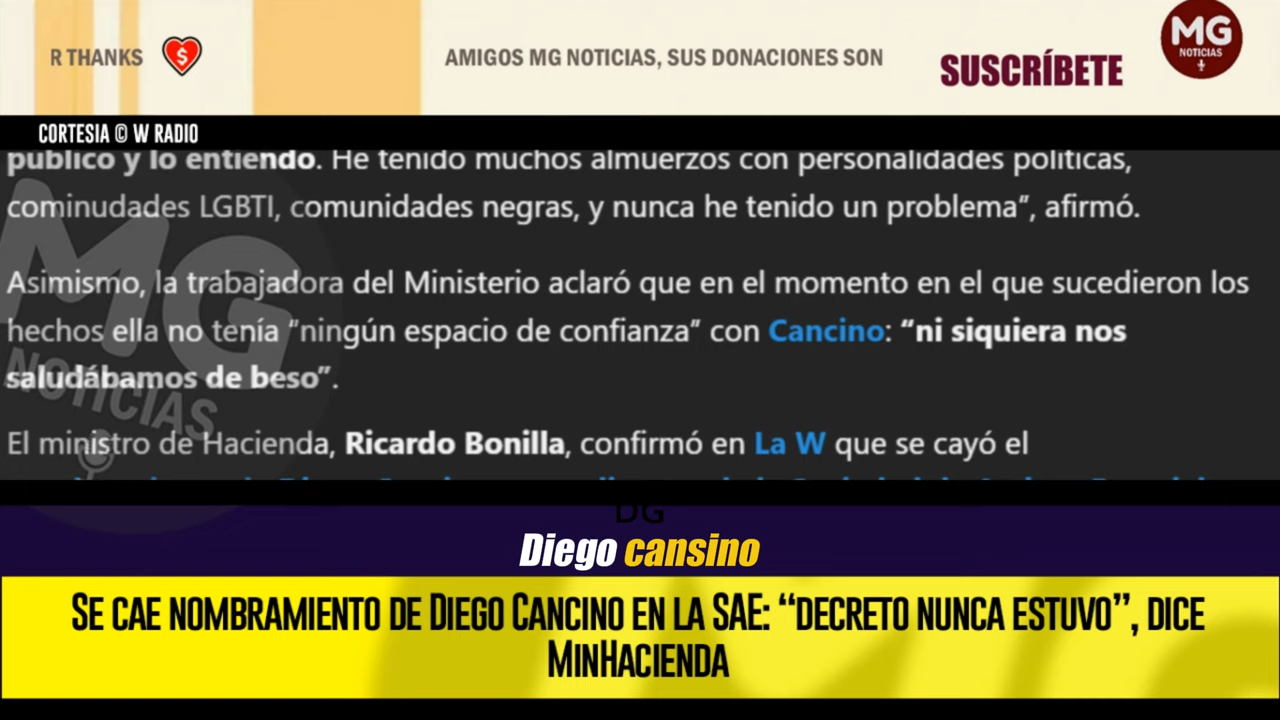 R THANKS
AMIGOS MG NOTICIAS, SUS DONACIONES SON
SUSCRÍBETE
MG
NOTICIAS
CORTESIA © W RADIO
público y lo entiendo. He tenido muchos almuerzos con personalidades políticas,
cominudades LGBTI, comunidades negras, y nunca he tenido un problema”, afirmó.
Asimismo, la trabajadora del Ministerio aclaró que en el momento en el que sucedieron los
hechos ella no tenía “ningún espacio de confianza” con Cancino: “ni siquiera nos
saludábamos de beso”.
El ministro de Hacienda, Ricardo Bonilla, confirmó en La W que se cayó el
MG
NOTICIAS
DG
Diego cansino
SE CAE NOMBRAMIENTO DE DIEGO CANCINO EN LA SAE: “DECRETO NUNCA ESTUVO”, DICE
MINHACIENDA